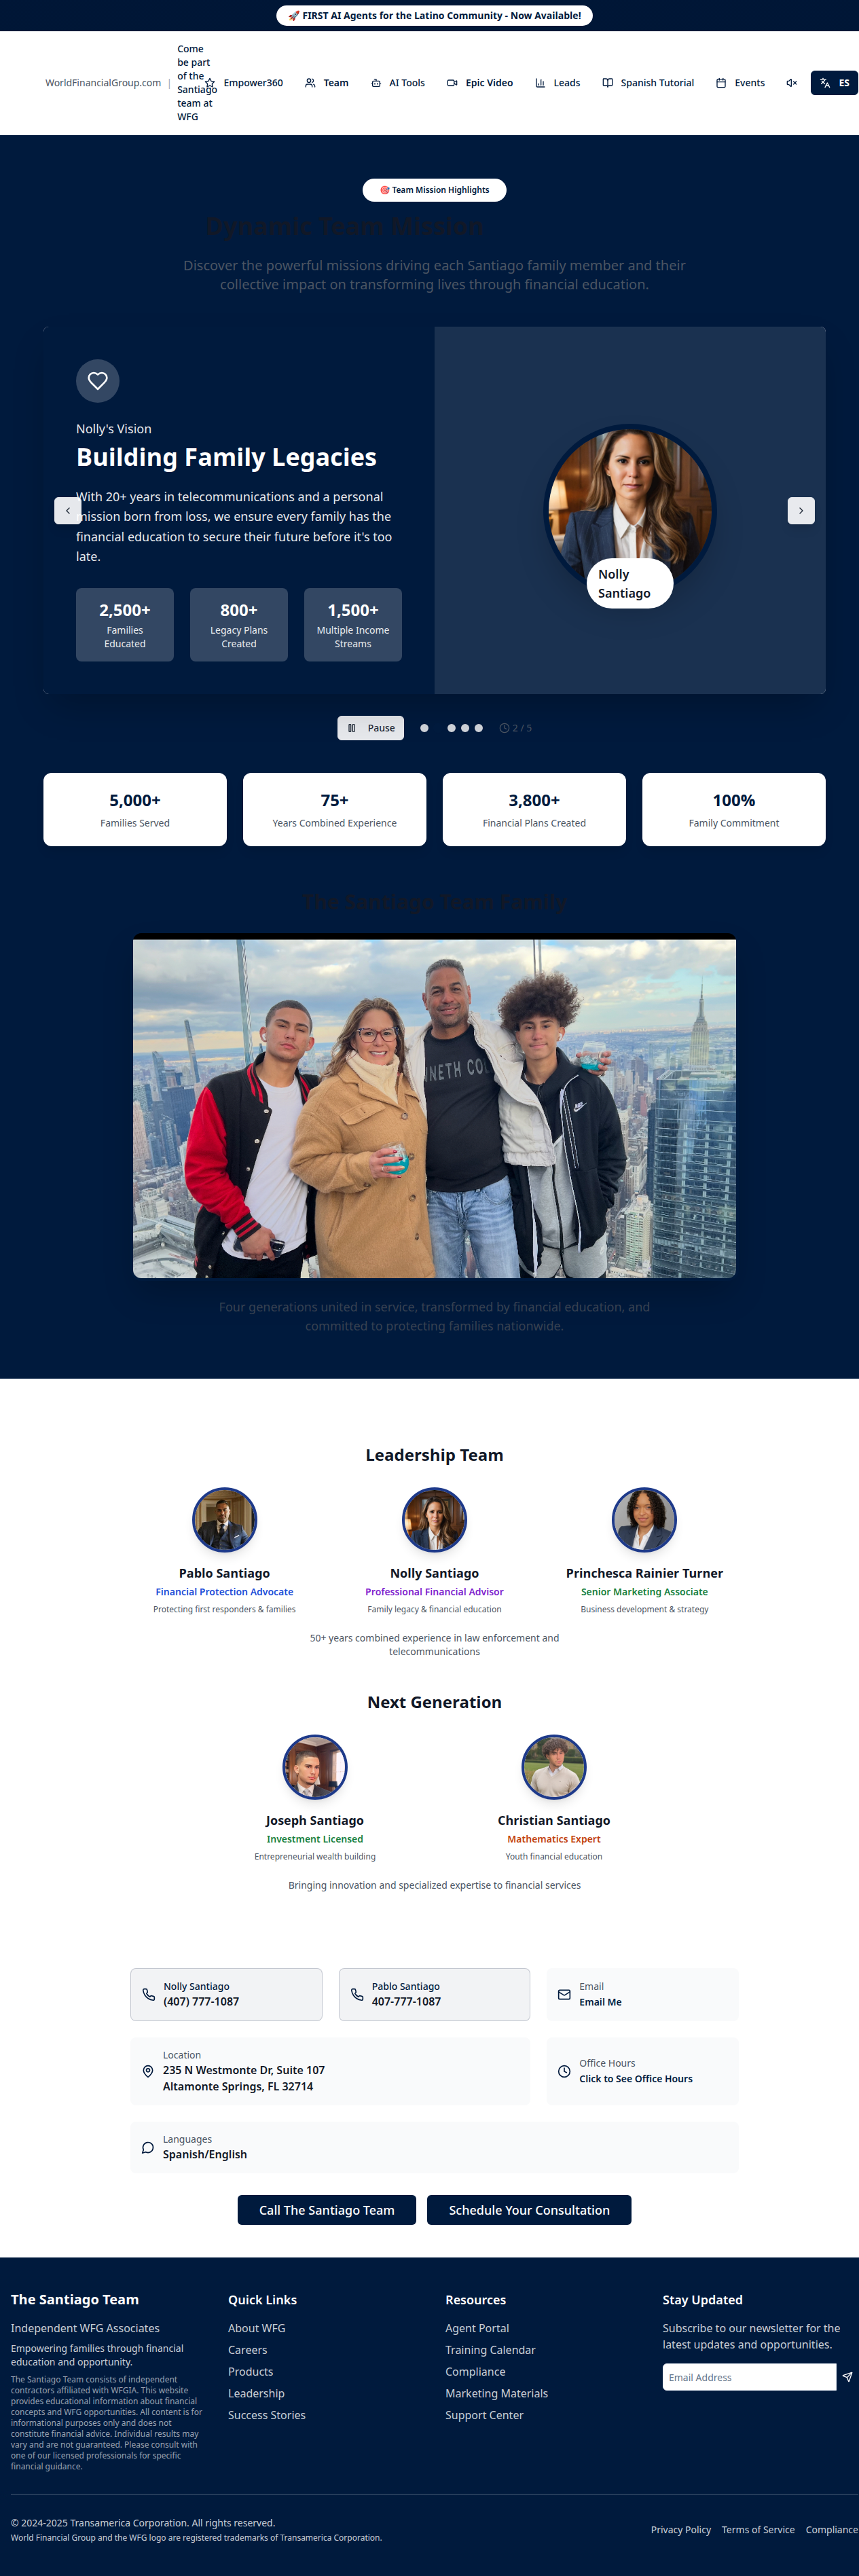 🚀 FIRST AI Agents for the Latino Community - Now Available!
WorldFinancialGroup.com |
Come
be part
of the
Santiago
team at
WFG
Empower360
Team
AI Tools
Epic Video
Leads
Spanish Tutorial
Events
ES
🎯 Team Mission Highlights
Dynamic Team Mission
Discover the powerful missions driving each Santiago family member and their
collective impact on transforming lives through financial education.
Nolly's Vision
Building Family Legacies
With 20+ years in telecommunications and a personal
mission born from loss, we ensure every family has the
financial education to secure their future before it's too
late.
2,500+
Families
Educated
800+
Legacy Plans
Created
1,500+
Multiple Income
Streams
Nolly
Santiago
Pause
2 / 5
5,000+
Families Served
75+
Years Combined Experience
3,800+
Financial Plans Created
100%
Family Commitment
The Santiago Team Family
Four generations united in service, transformed by financial education, and
committed to protecting families nationwide.
Leadership Team
Pablo Santiago
Financial Protection Advocate
Protecting first responders & families
Nolly Santiago
Professional Financial Advisor
Family legacy & financial education
Princhesca Rainier Turner
Senior Marketing Associate
Business development & strategy
50+ years combined experience in law enforcement and
telecommunications
Next Generation
Joseph Santiago
Investment Licensed
Entrepreneurial wealth building
Christian Santiago
Mathematics Expert
Youth financial education
Bringing innovation and specialized expertise to financial services
Nolly Santiago
(407) 777-1087
Pablo Santiago
407-777-1087
Email
Email Me
Location
235 N Westmonte Dr, Suite 107
Altamonte Springs, FL 32714
Office Hours
Click to See Office Hours
Languages
Spanish/English
Call The Santiago Team
Schedule Your Consultation
The Santiago Team
Independent WFG Associates
Empowering families through financial
education and opportunity.
The Santiago Team consists of independent
contractors affiliated with WFGIA. This website
provides educational information about financial
concepts and WFG opportunities. All content is for
informational purposes only and does not
constitute financial advice. Individual results may
vary and are not guaranteed. Please consult with
one of our licensed professionals for specific
financial guidance.
Quick Links
About WFG
Careers
Products
Leadership
Success Stories
Resources
Agent Portal
Training Calendar
Compliance
Marketing Materials
Support Center
Stay Updated
Subscribe to our newsletter for the
latest updates and opportunities.
Email Address
© 2024-2025 Transamerica Corporation. All rights reserved.
World Financial Group and the WFG logo are registered trademarks of Transamerica Corporation.
Privacy Policy
Terms of Service
Compliance